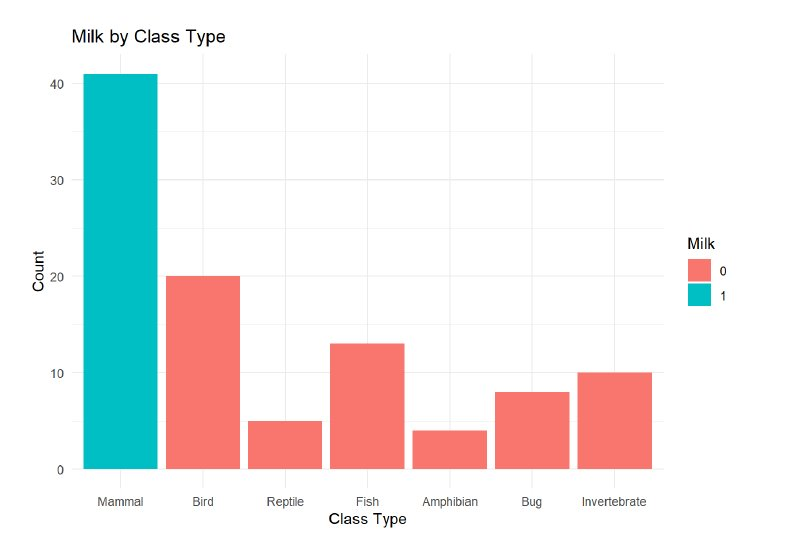 Milk by Class Type
40
30
20
10
0
Count
Mammal
Bird
Reptile
Fish
Amphibian
Bug
Invertebrate
Class Type
Milk
0
1